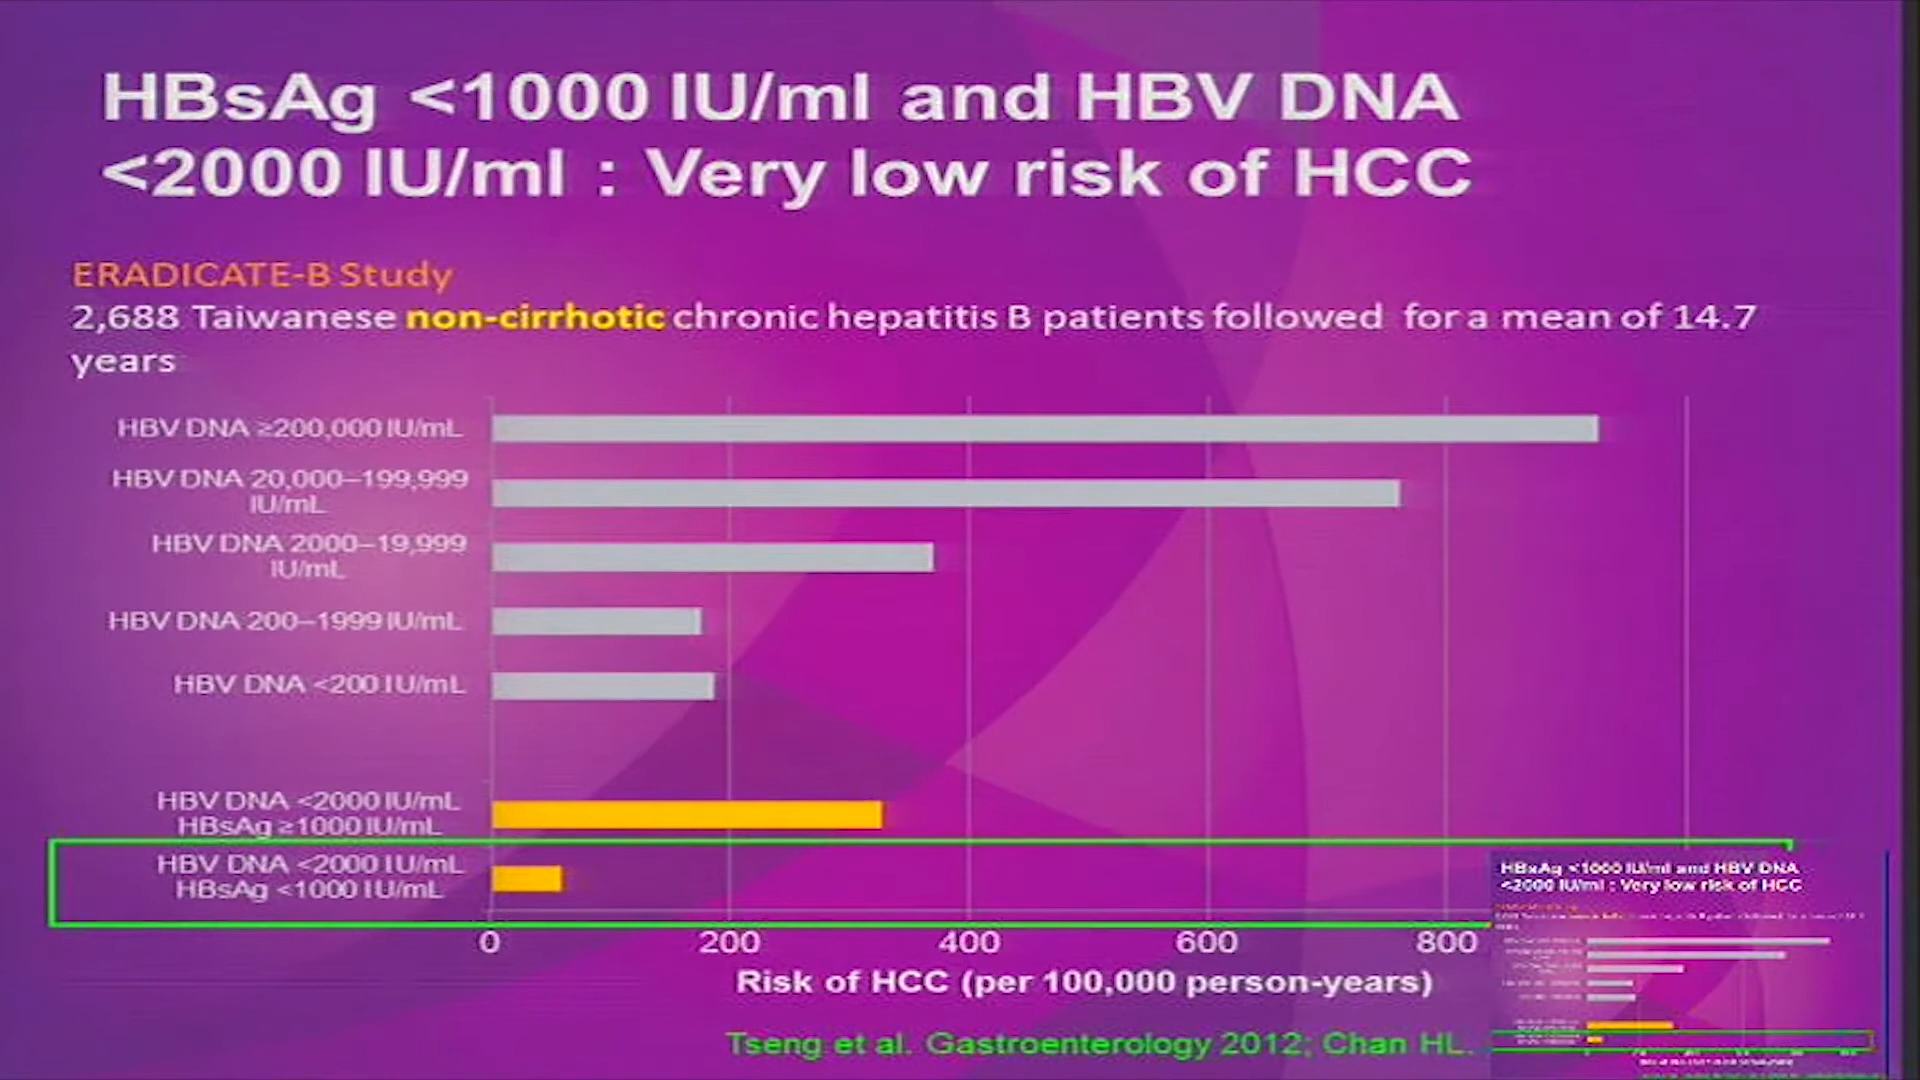 HBsAg <1000 IU/ml and HBV DNA
<2000 IU/ml : Very low risk of HCC
ERADICATE-B Study
2,688 Taiwanese non-cirrhotic chronic hepatitis B patients followed for a mean of 14.7
years
HBV DNA ≥200,000 IU/mL
HBV DNA 20,000–199,999
IU/mL
HBV DNA 2000–19,999
IU/mL
HBV DNA 200–1999 IU/mL
HBV DNA <200 IU/mL
HBV DNA <2000 IU/mL
HBsAg ≥1000 IU/mL
HBV DNA <2000 IU/mL
HBsAg <1000 IU/mL
0 200 400 600 800
Risk of HCC (per 100,000 person-years)
Tseng et al. Gastroenterology 2012; Chan HL.
HBsAg <1000 IU/ml and HBV DNA
<2000 IU/ml : Very low risk of HCC